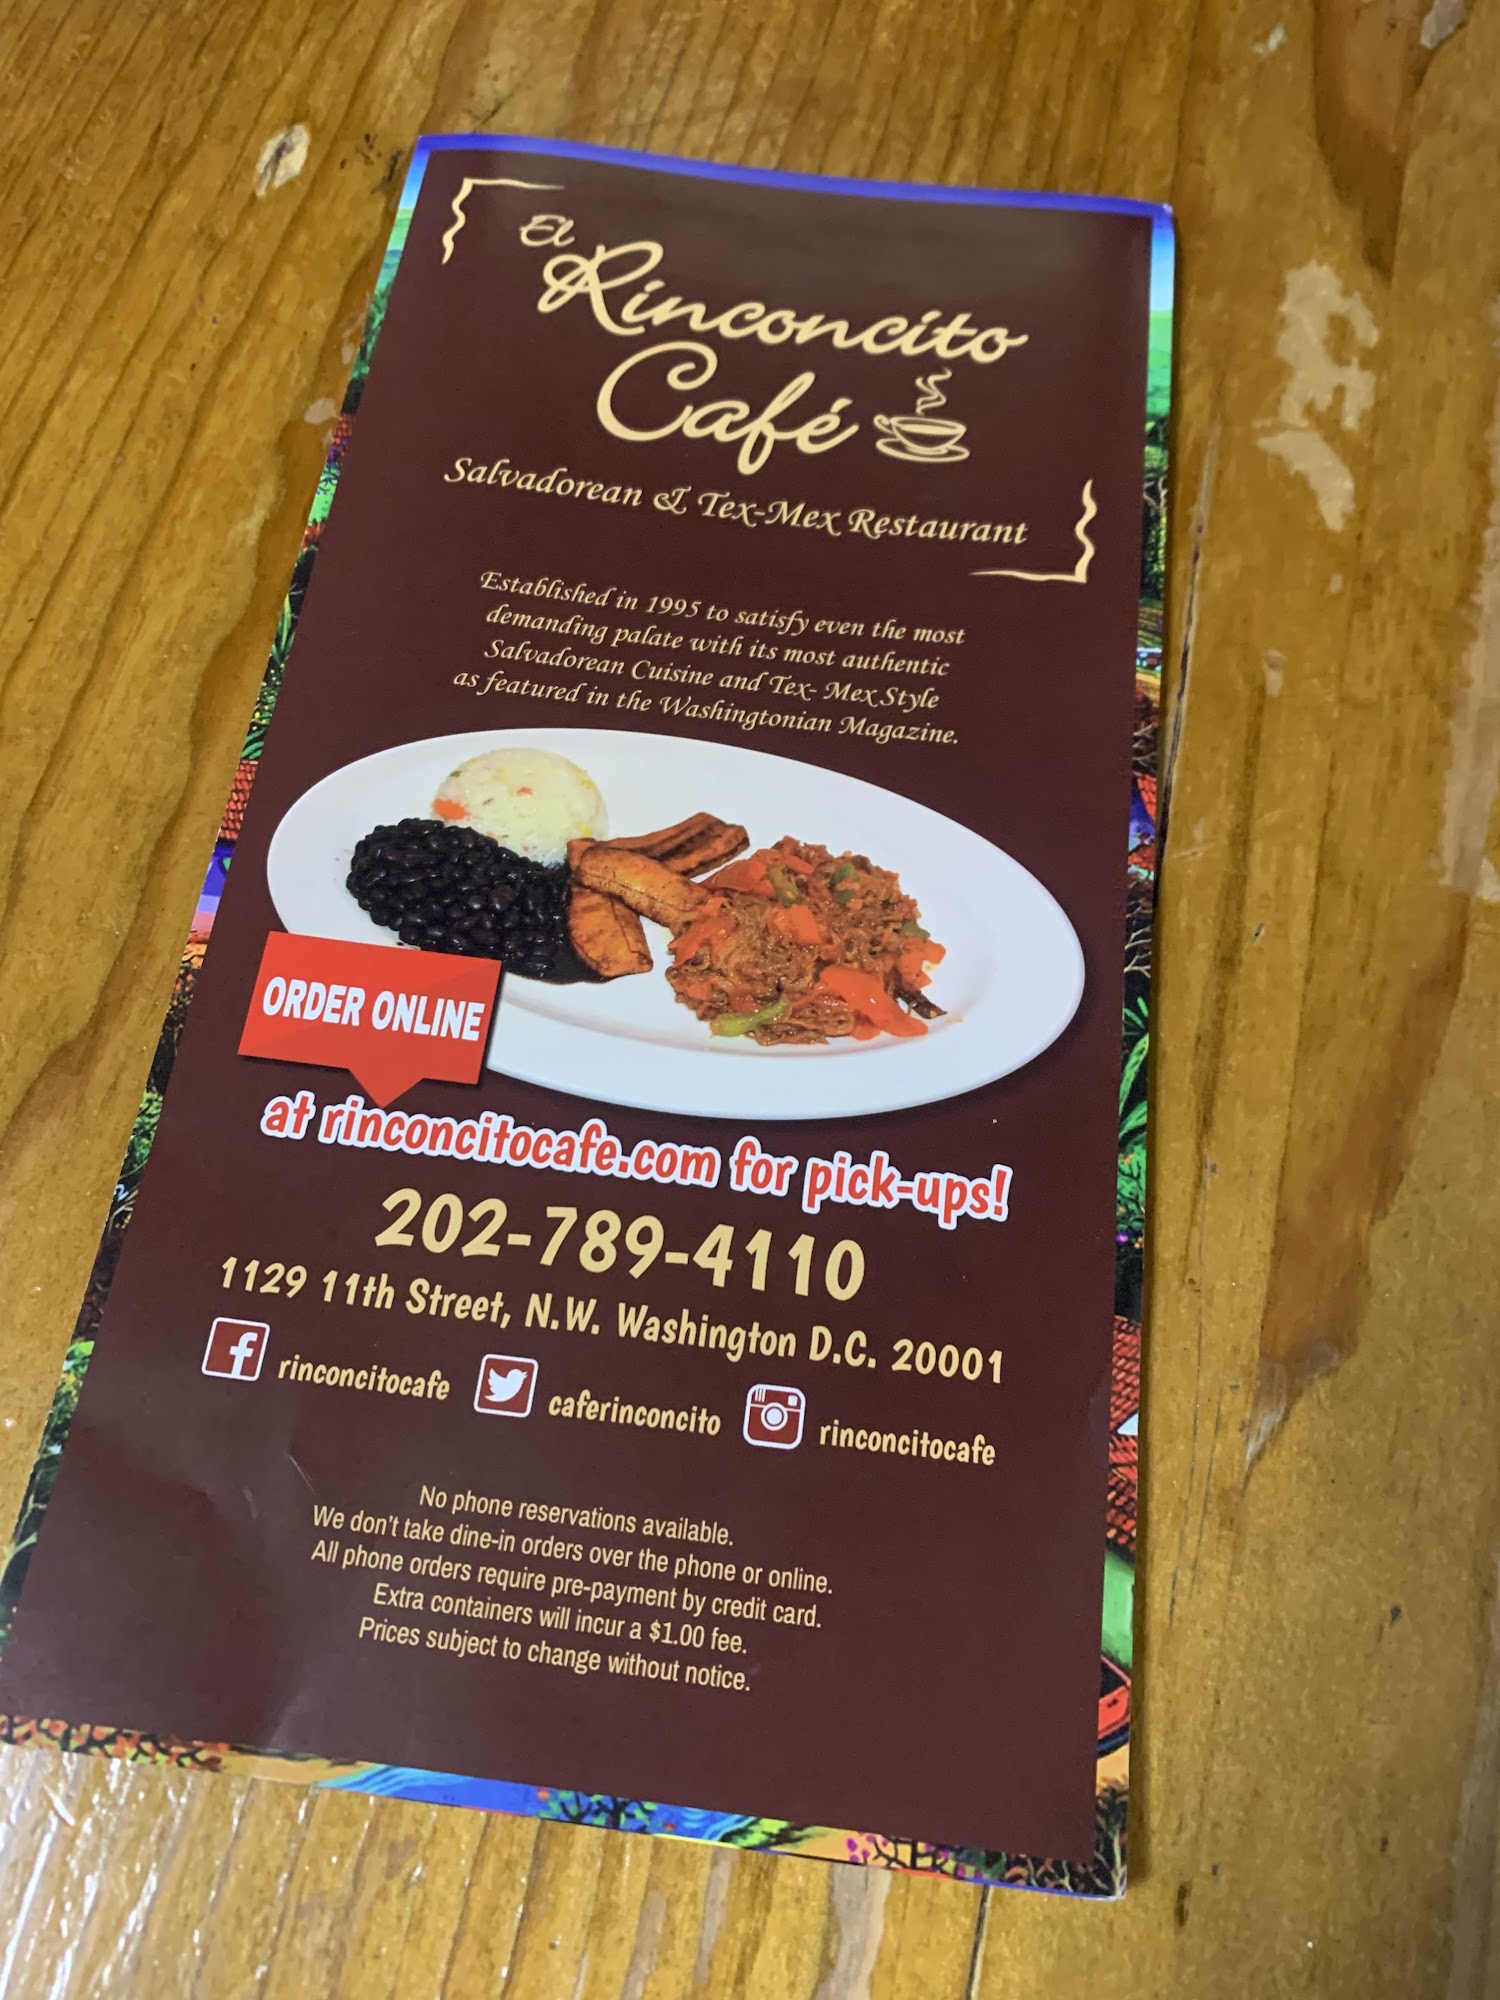 El
Rinconcito
Café
Salvadorean & Tex-Mex Restaurant
Established in 1995 to satisfy even the most
demanding palate with its most authentic
Salvadorean Cuisine and Tex- Mex Style
as featured in the Washingtonian Magazine.
ORDER ONLINE
at rinconcitocafe.com for pick-ups!
202-789-4110
1129 11th Street, N.W. Washington D.C. 20001
f rinconcitocafe caferinconcito rinconcitocafe
No phone reservations available.
We don't take dine-in orders over the phone or online.
All phone orders require pre-payment by credit card.
Extra containers will incur a $1.00 fee.
Prices subject to change without notice.